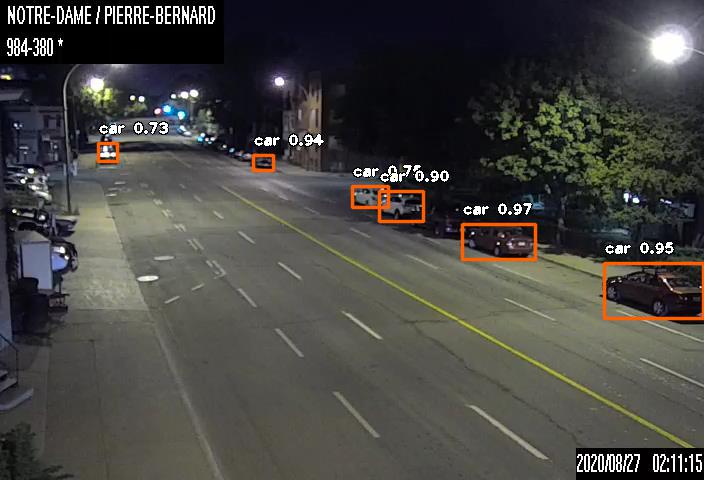 NOTRE-DAME / PIERRE-BERNARD
984-380 *
car 0.73
car 0.94
car 0.75
car 0.90
car 0.97
car 0.95
2020/08/27 02:11:15